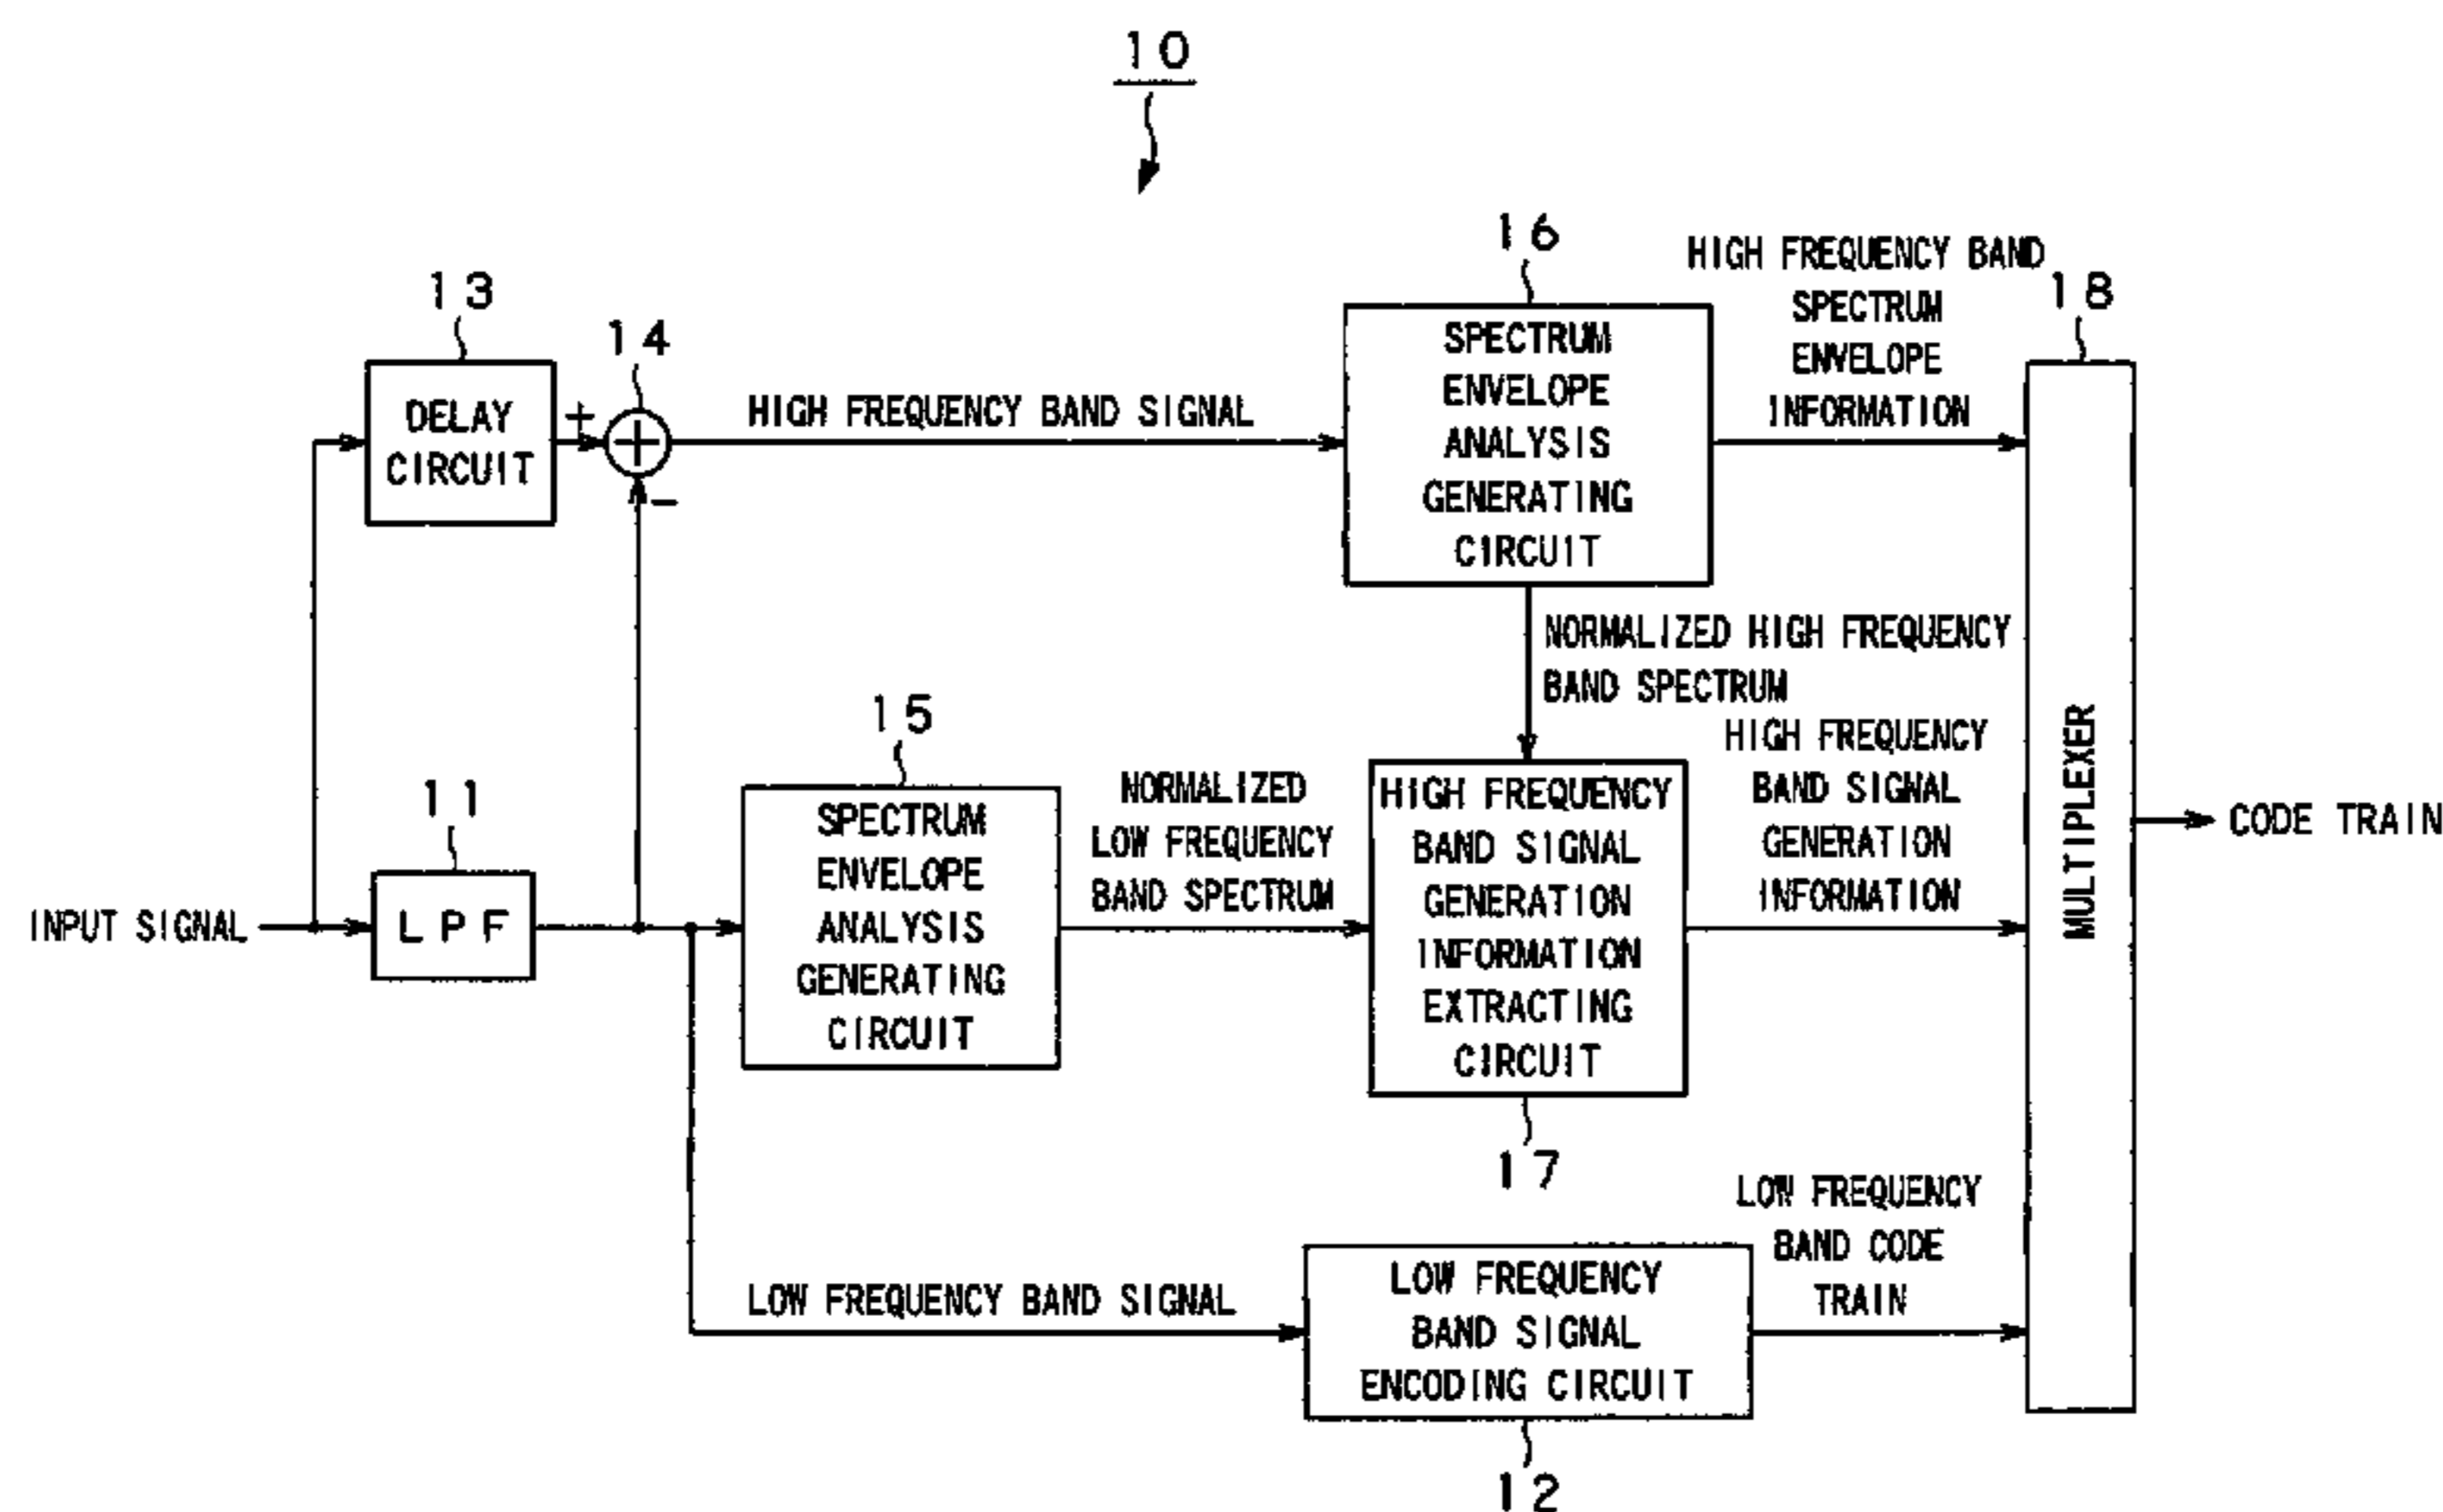 10
16
HIGH FREQUENCY BAND
SPECTRUM
ENVELOPE
INFORMATION
18
13
14
DELAY
CIRCUIT
+
+
-
HIGH FREQUENCY BAND SIGNAL
SPECTRUM
ENVELOPE
ANALYSIS
GENERATING
CIRCUIT
NORMALIZED HIGH FREQUENCY
BAND SPECTRUM
15
11
INPUT SIGNAL
LPF
SPECTRUM
ENVELOPE
ANALYSIS
GENERATING
CIRCUIT
NORMALIZED
LOW FREQUENCY
BAND SPECTRUM
HIGH FREQUENCY
BAND SIGNAL
GENERATION
INFORMATION
EXTRACTING
CIRCUIT
17
HIGH FREQUENCY
BAND SIGNAL
GENERATION
INFORMATION
MULTIPLEXER
CODE TRAIN
LOW FREQUENCY BAND SIGNAL
LOW FREQUENCY
BAND SIGNAL
ENCODING CIRCUIT
12
LOW FREQUENCY
BAND CODE
TRAIN